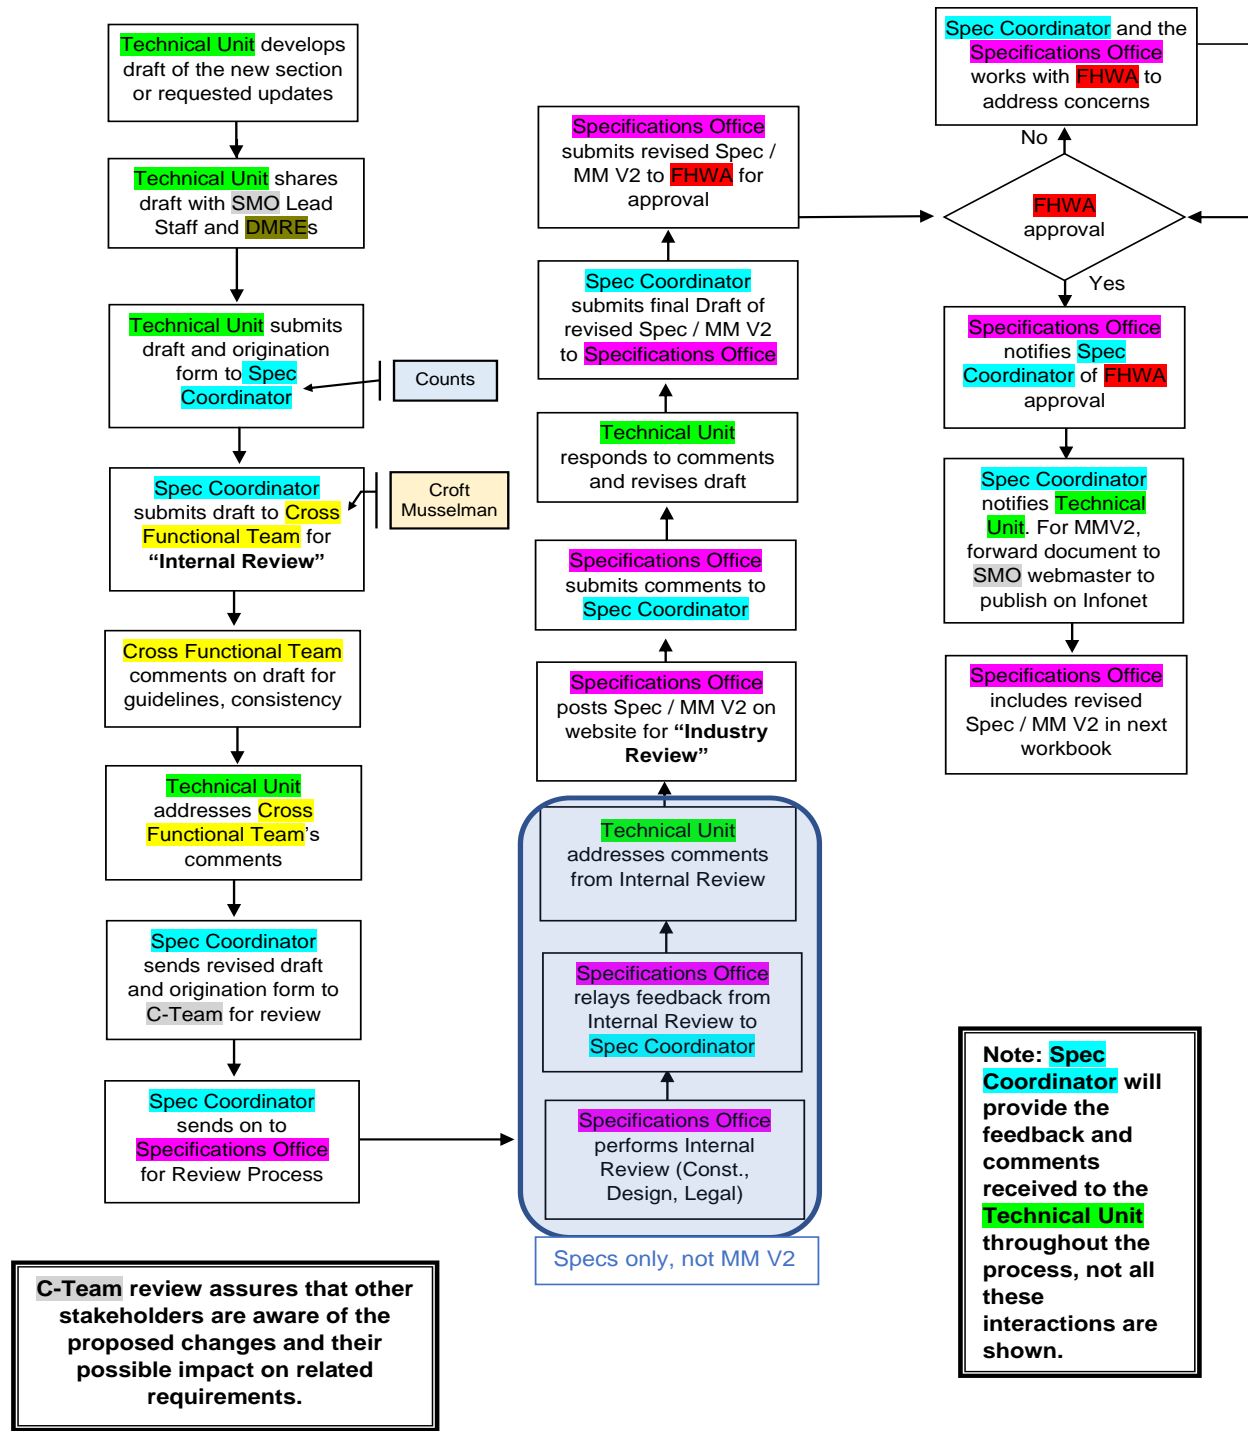 Technical Unit develops
draft of the new section
or requested updates
Technical Unit shares
draft with SMO Lead
Staff and DMREs
Technical Unit submits
draft and origination
form to Spec
Coordinator
Counts
Spec Coordinator
submits draft to Cross
Functional Team for
“Internal Review”
Croft
Musselman
Cross Functional Team
comments on draft for
guidelines, consistency
Technical Unit
addresses Cross
Functional Team’s
comments
Spec Coordinator
sends revised draft
and origination form to
C-Team for review
Spec Coordinator
sends on to
Specifications Office
for Review Process
C-Team review assures that other
stakeholders are aware of the
proposed changes and their
possible impact on related
requirements.
Specifications Office
submits revised Spec /
MM V2 to FHWA for
approval
Spec Coordinator
submits final Draft of
revised Spec / MM V2
to Specifications Office
Technical Unit
responds to comments
and revises draft
Specifications Office
submits comments to
Spec Coordinator
Specifications Office
posts Spec / MM V2 on
website for “Industry
Review”
Technical Unit
addresses comments
from Internal Review
Specifications Office
relays feedback from
Internal Review to
Spec Coordinator
Specifications Office
performs Internal
Review (Const.,
Design, Legal)
Specs only, not MM V2
Spec Coordinator and the
Specifications Office
works with FHWA to
address concerns
No
FHWA
approval
Yes
Specifications Office
notifies Spec
Coordinator of FHWA
approval
Spec Coordinator
notifies Technical
Unit. For MMV2,
forward document to
SMO webmaster to
publish on Infonet
Specifications Office
includes revised
Spec / MM V2 in next
workbook
Note: Spec
Coordinator will
provide the
feedback and
comments
received to the
Technical Unit
throughout the
process, not all
these
interactions are
shown.